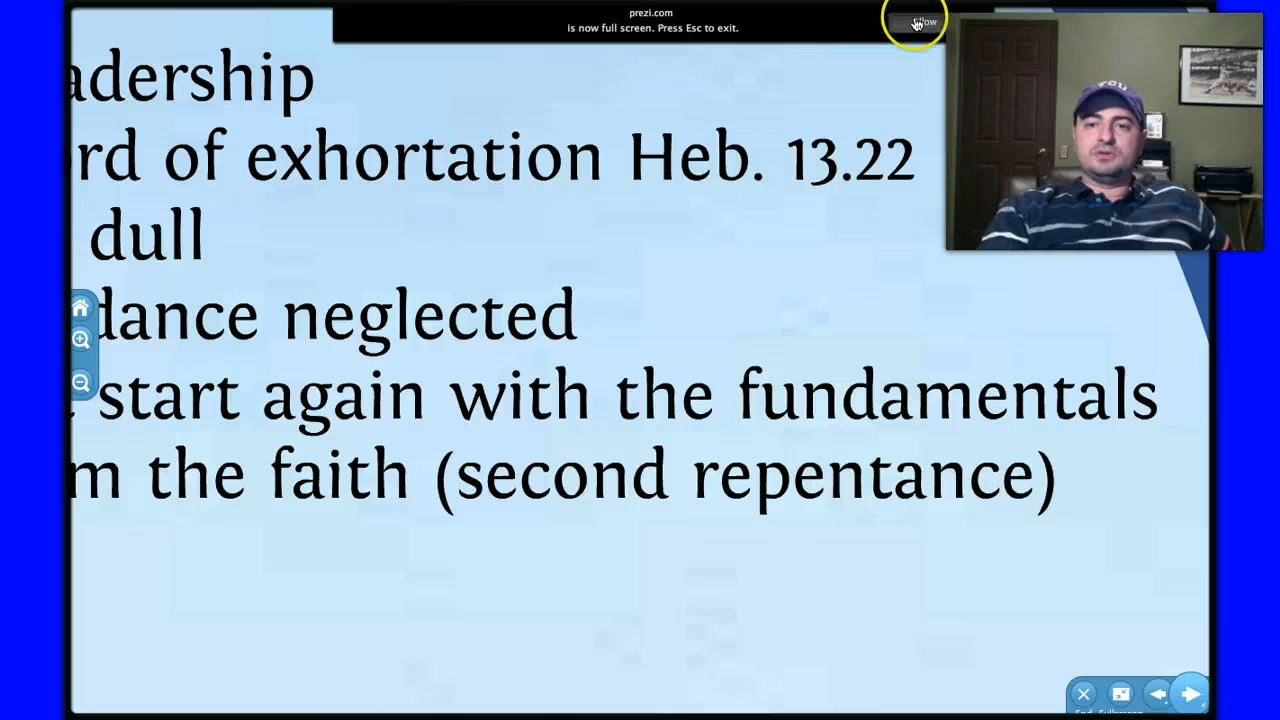 prezi.com
is now full screen. Press Esc to exit.
TCU
adership
rd of exhortation Heb. 13.22
dull
dance neglected
start again with the fundamentals
m the faith (second repentance)